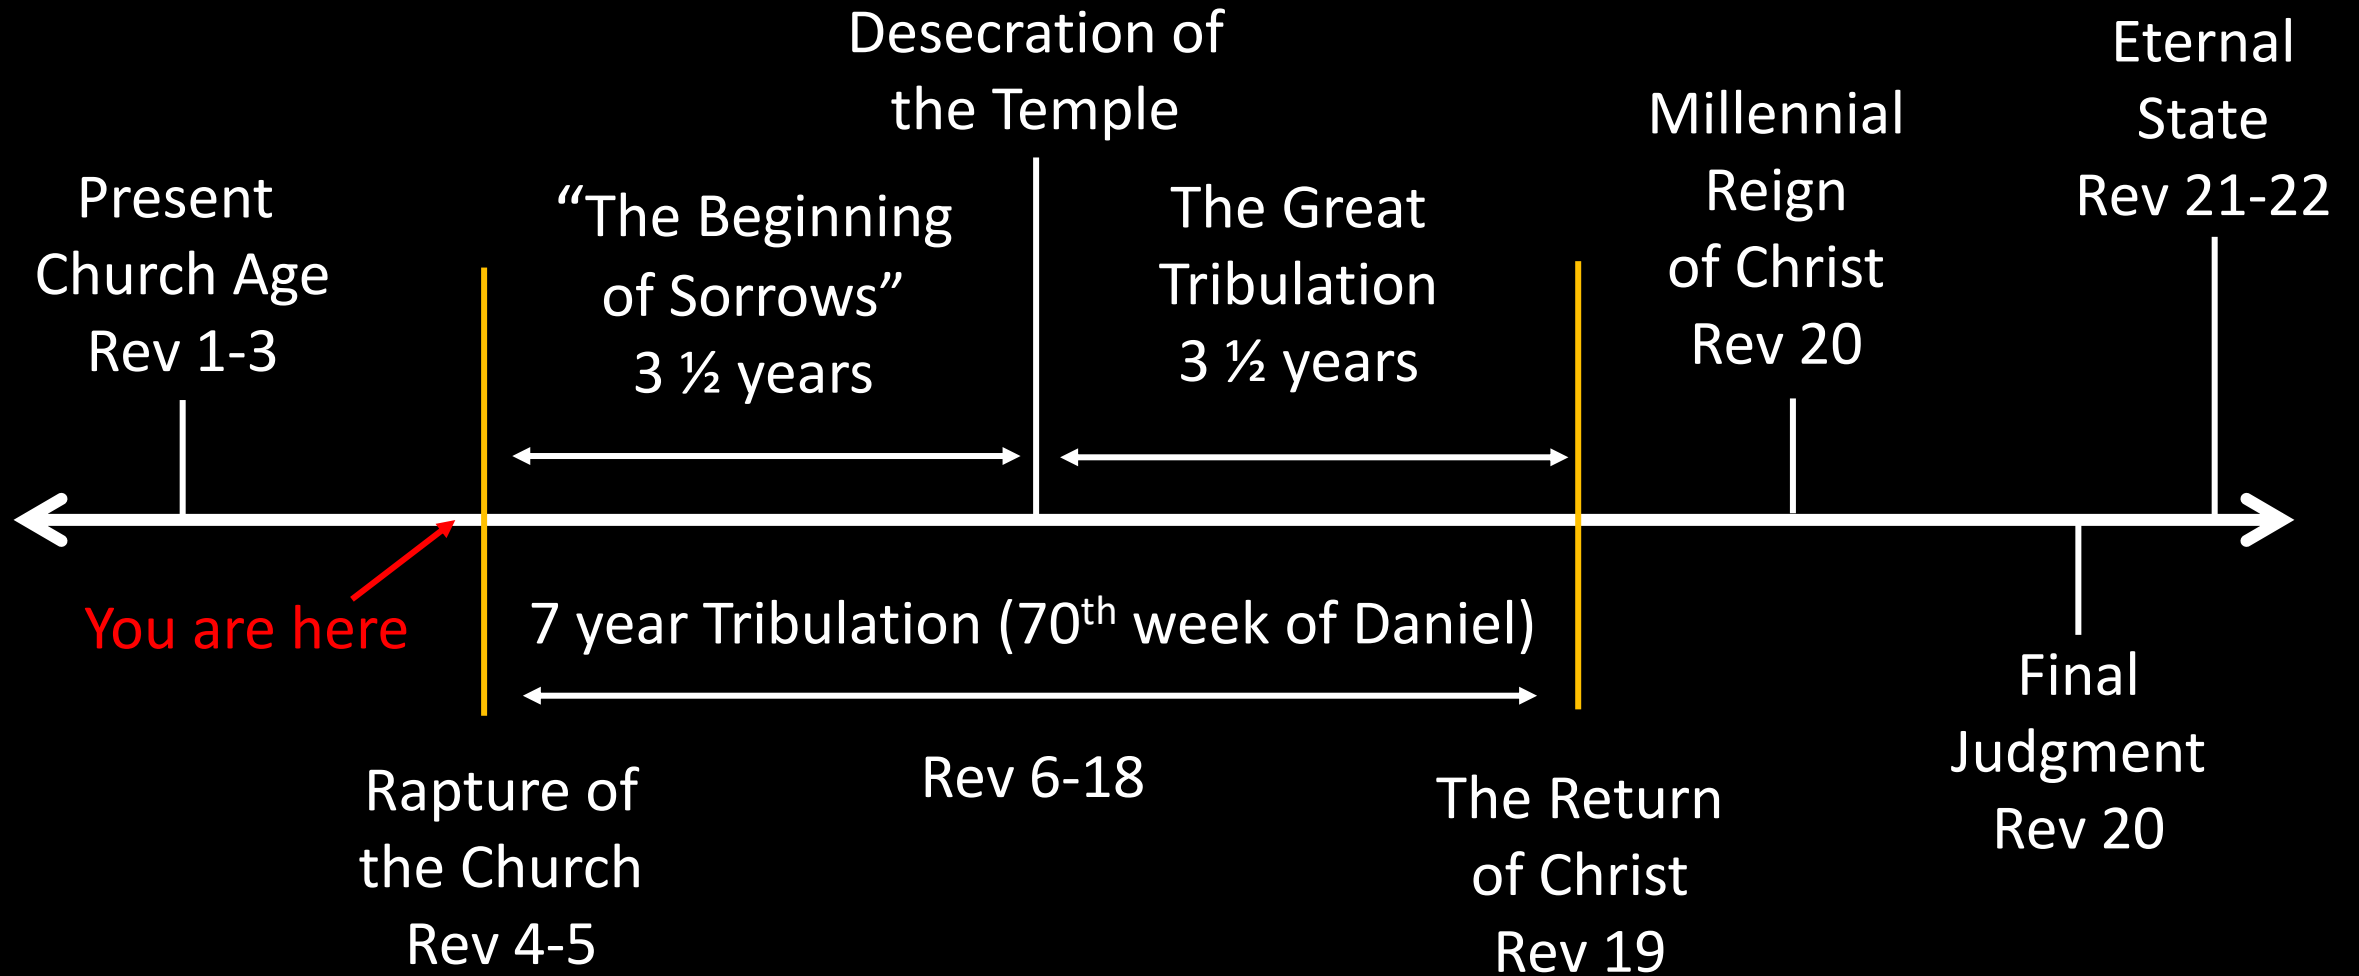 Present
Church Age
Rev 1-3
“The Beginning
of Sorrows”
3 ½ years
Desecration of
the Temple
The Great
Tribulation
3 ½ years
Millennial
Reign
of Christ
Rev 20
Eternal
State
Rev 21-22
You are here
7 year Tribulation (70th week of Daniel)
Rapture of
the Church
Rev 4-5
Rev 6-18
The Return
of Christ
Rev 19
Final
Judgment
Rev 20